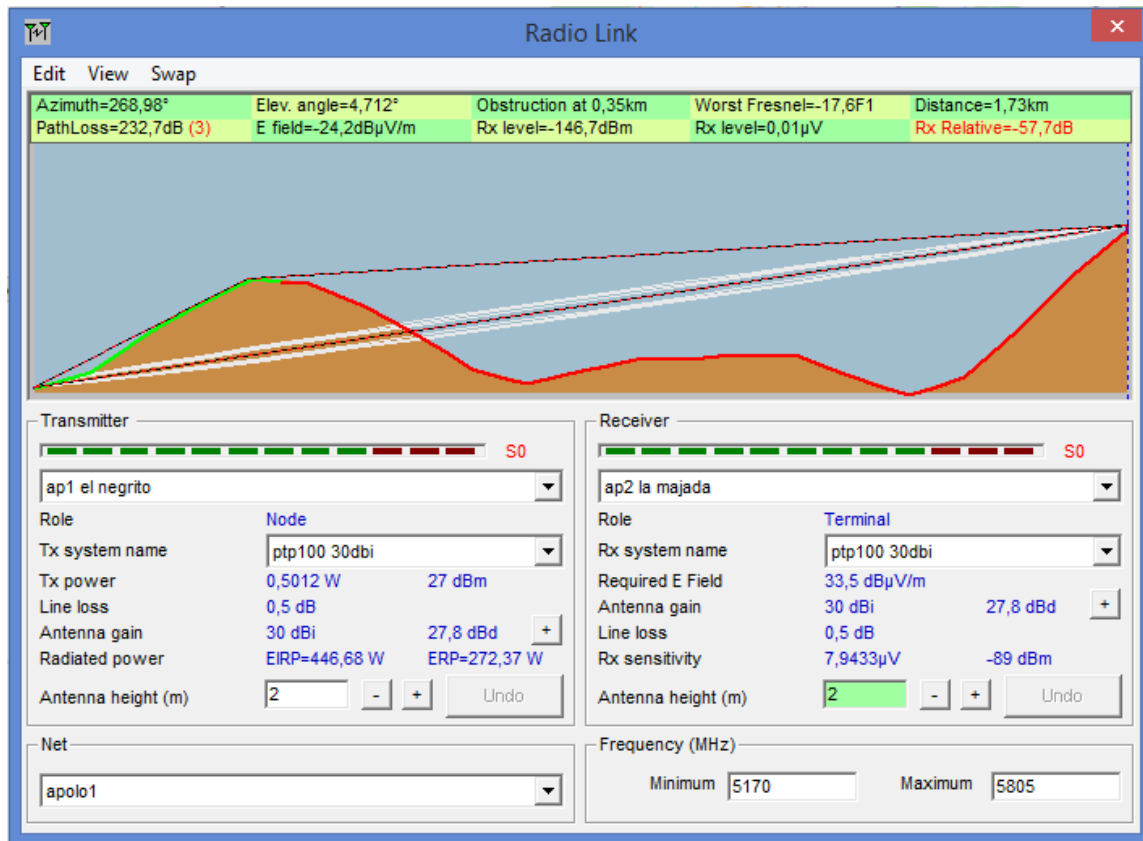 Radio Link
Edit View Swap
Azimuth=268,98° Elev. angle=4,712° Obstruction at 0,35km Worst Fresnel=-17,6F1 Distance=1,73km
PathLoss=232,7dB (3) E field=-24,2dBµV/m Rx level=-146,7dBm Rx level=0,01µV Rx Relative=-57,7dB
Transmitter
S0
ap1 el negrito
Role Node
Tx system name ptp100 30dbi
Tx power 0,5012 W 27 dBm
Line loss 0,5 dB
Antenna gain 30 dBi 27,8 dBd +
Radiated power EIRP=446,68 W ERP=272,37 W
Antenna height (m) 2 - + Undo
Receiver
S0
ap2 la majada
Role Terminal
Rx system name ptp100 30dbi
Required E Field 33,5 dBµV/m
Antenna gain 30 dBi 27,8 dBd +
Line loss 0,5 dB
Rx sensitivity 7,9433µV -89 dBm
Antenna height (m) 2 - + Undo
Net
apolo1
Frequency (MHz)
Minimum 5170 Maximum 5805